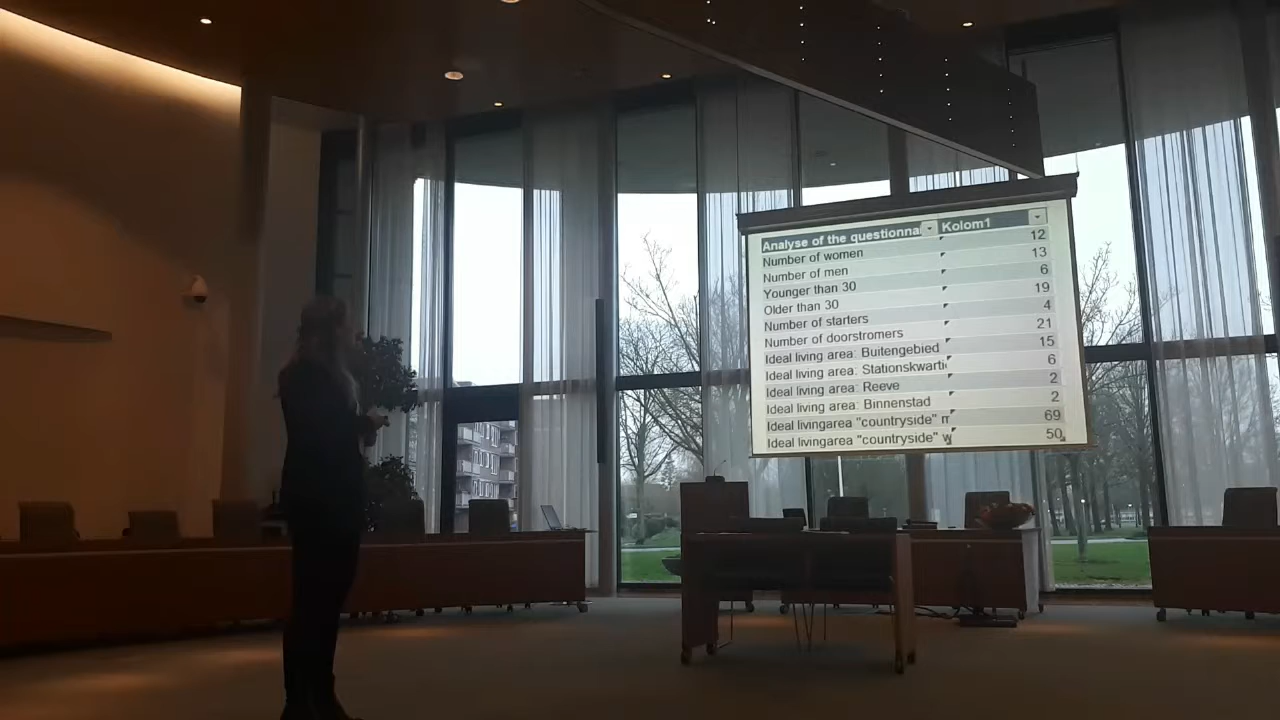 Analyse of the questionna Kolom1
Number of women 12
Number of men 13
Younger than 30 6
Older than 30 19
Number of starters 4
Number of doorstromers 21
Ideal living area: Buitengebied 15
Ideal living area: Stationskwarti 6
Ideal living area: Reeve 2
Ideal living area: Binnenstad 2
Ideal livingarea "countryside" m 69
Ideal livingarea "countryside" w 50